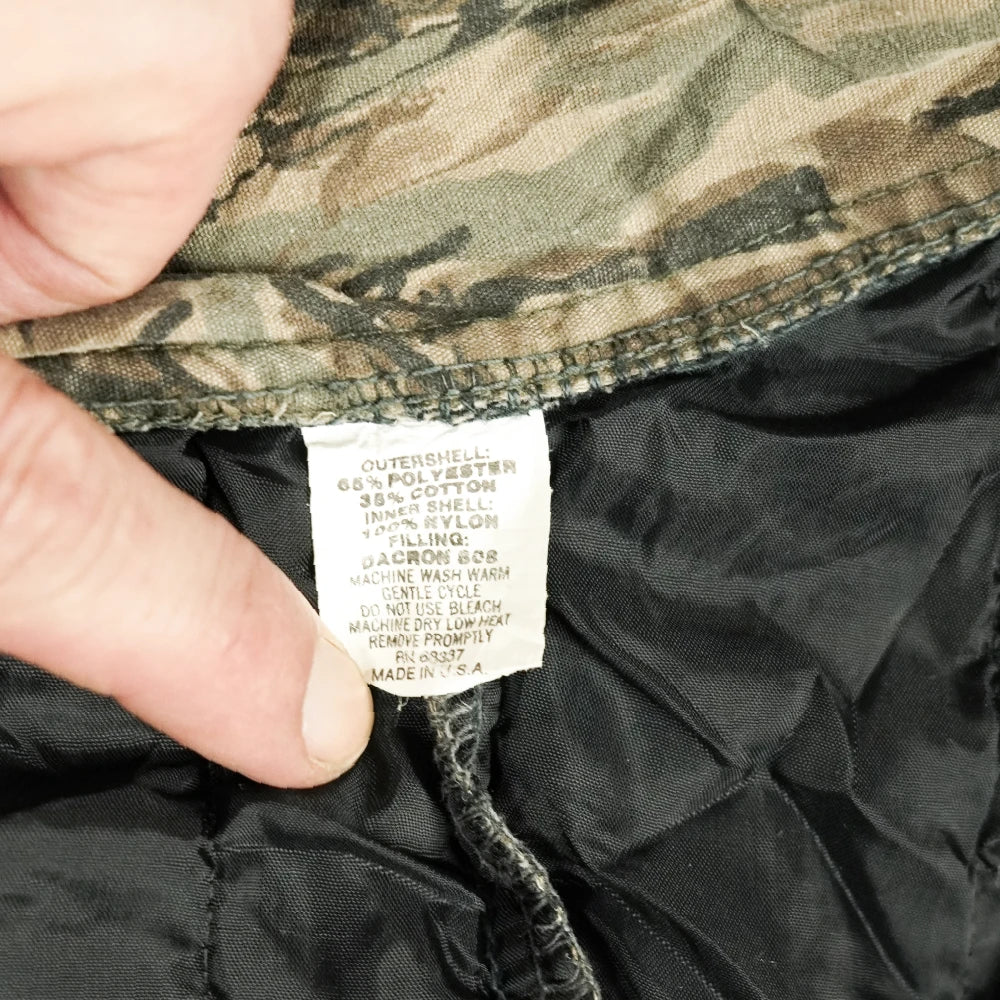 OUTERSHELL:
65% POLYESTER
35% COTTON
INNER SHELL:
100% NYLON
FILLING:
DACRON 808
MACHINE WASH WARM
GENTLE CYCLE
DO NOT USE BLEACH
MACHINE DRY LOW HEAT
REMOVE PROMPTLY
RN 63337
MADE IN U.S.A.